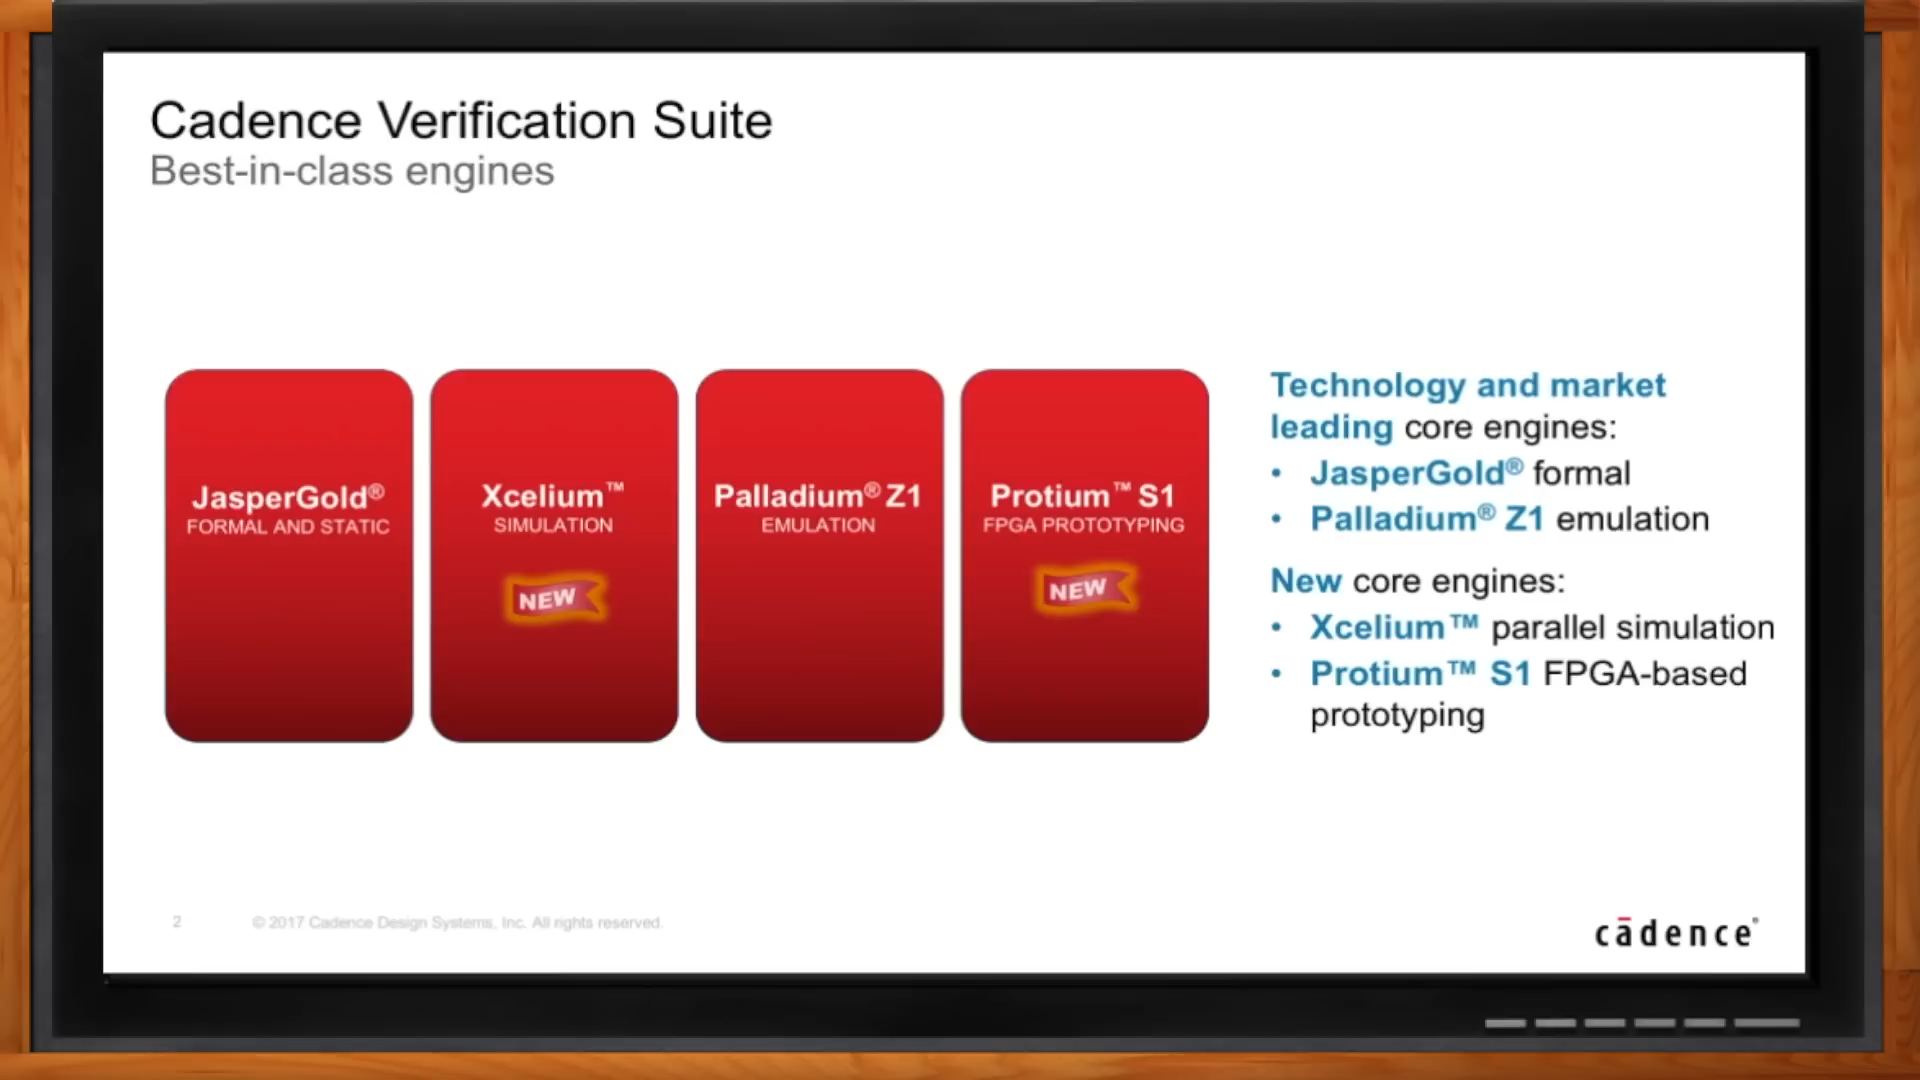 Cadence Verification Suite
Best-in-class engines
JasperGold®
FORMAL AND STATIC
Xcelium™
SIMULATION
NEW
Palladium® Z1
EMULATION
Protium™ S1
FPGA PROTOTYPING
NEW
Technology and market
leading core engines:
• JasperGold® formal
• Palladium® Z1 emulation
New core engines:
• Xcelium™ parallel simulation
• Protium™ S1 FPGA-based
prototyping
2
© 2017 Cadence Design Systems, Inc. All rights reserved.
cādence®